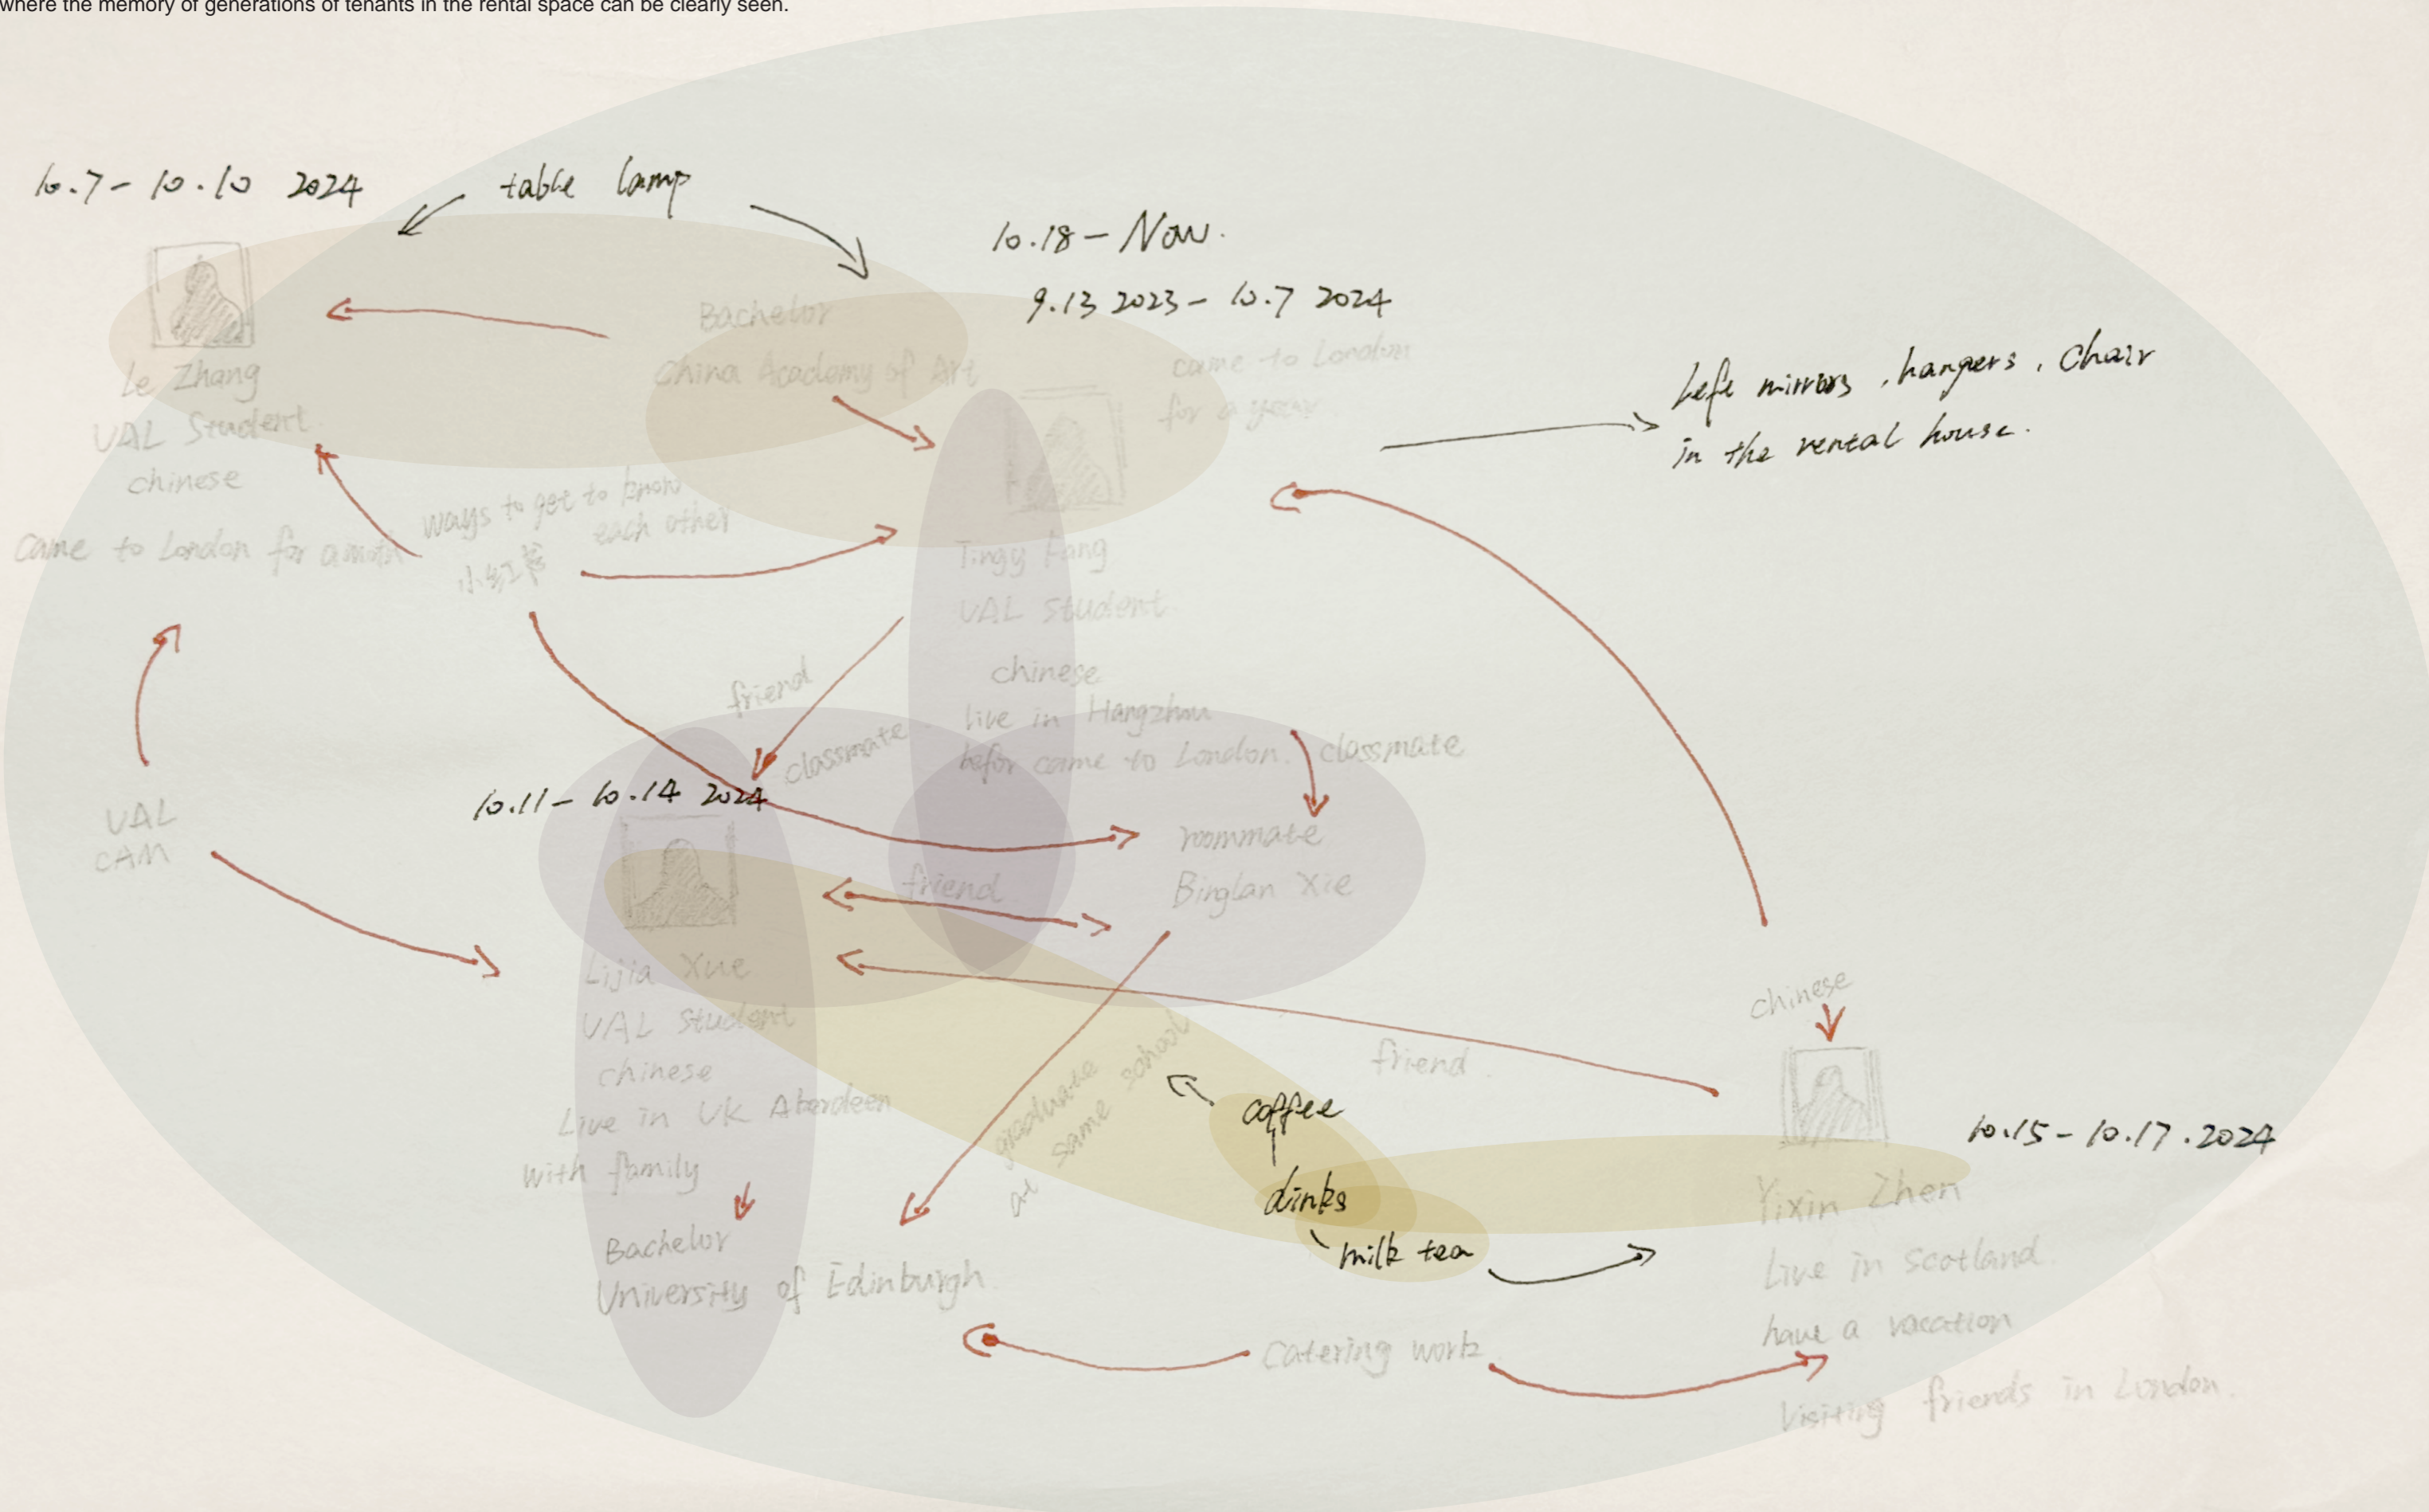 where the memory of generations of tenants in the rental space can be clearly seen.
10.7 - 10.10 2024
table lamp
10.18 - Now.
9.13 2023 - 10.7 2024
Bachelor
China Academy of Art
came to London
for a year
Left mirrors, hangers, chair
in the rental house.
Le Zhang
UAL Student
chinese
Came to London for a
ways to get to know
each other
小红书
Tingy Fang
UAL student
chinese
live in Hangzhou
befor came to London.
friend
classmate
classmate
10.11 - 10.14 2024
UAL
CAM
roommate
Binglan Xie
friend
Lijia Xue
UAL student
chinese
Live in UK Aberdeen
with family
Bachelor
University of Edinburgh.
graduate
at same school
friend.
coffee
dinks
milk tea
Catering work
chinese
10.15 - 10.17.2024
Yixin Zhen
Live in Scotland.
have a vacation
Visiting friends in London.